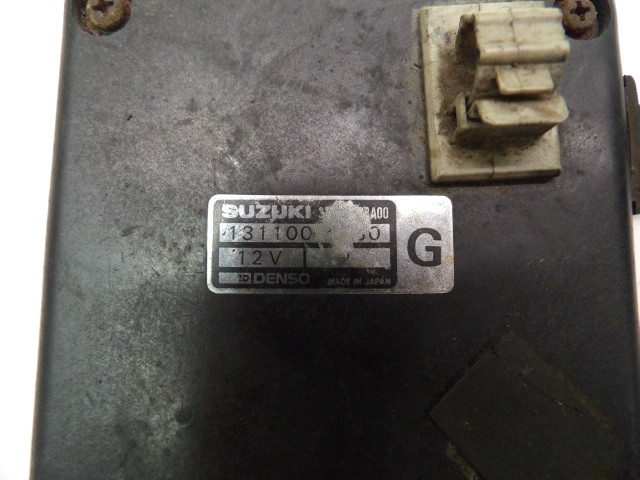 SUZUKI
131100
12V
G
DENSO MADE IN JAPAN